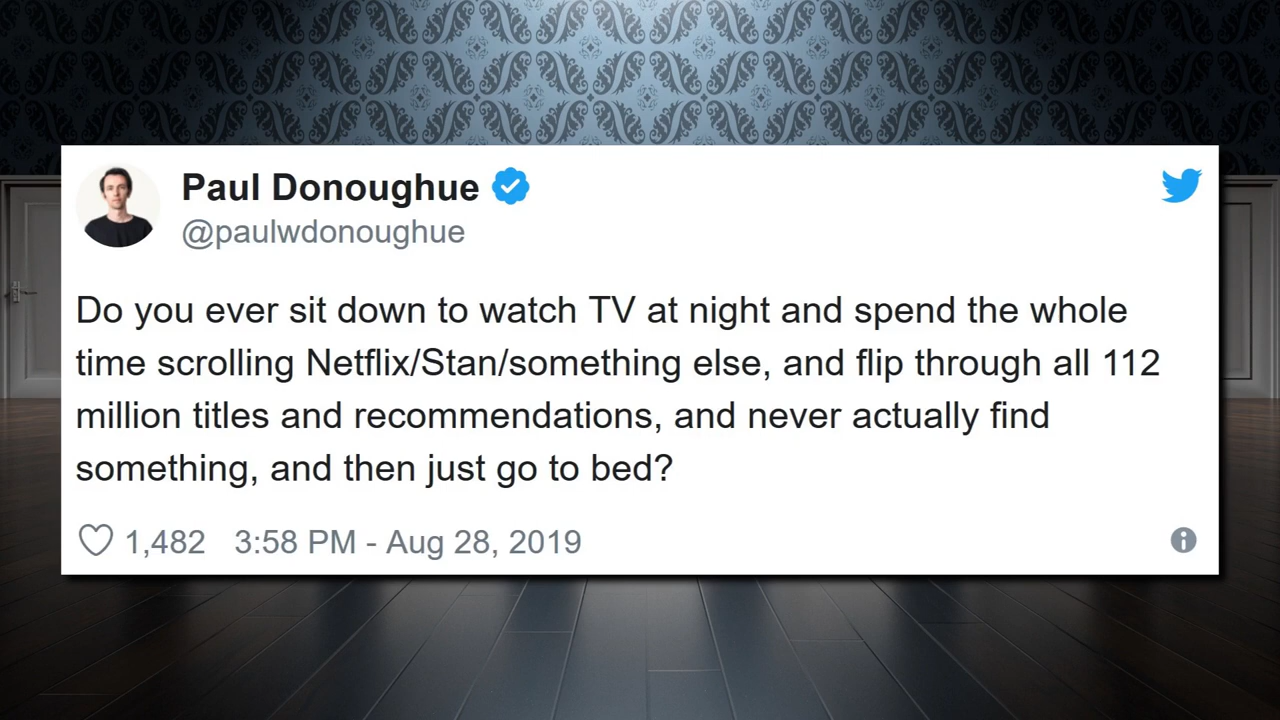 Paul Donoughue
@paulwdonoughue
Do you ever sit down to watch TV at night and spend the whole
time scrolling Netflix/Stan/something else, and flip through all 112
million titles and recommendations, and never actually find
something, and then just go to bed?
1,482 3:58 PM - Aug 28, 2019